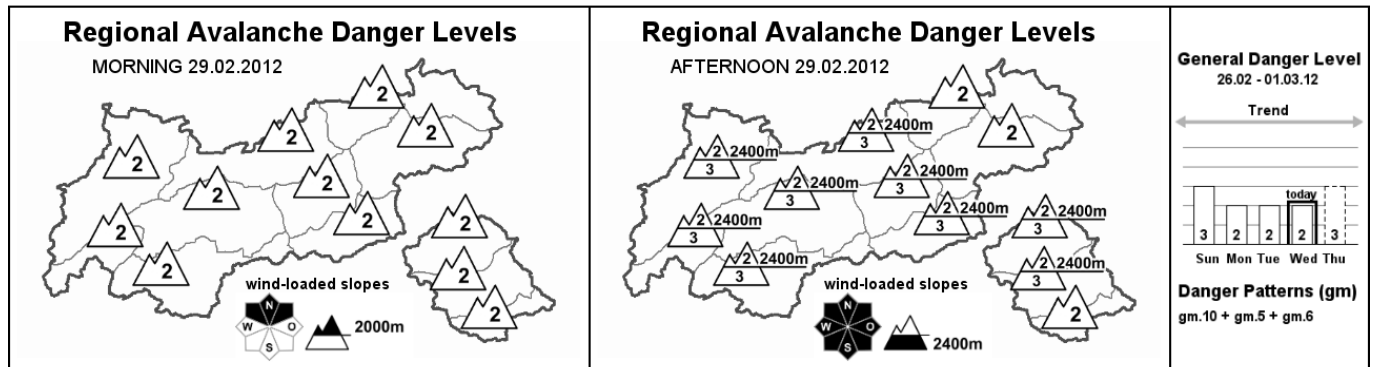 Regional Avalanche Danger Levels
MORNING 29.02.2012
2
2
2
2
2
2
2
2
2
2
2
2
2
wind-loaded slopes
N
W O
S
2000m
Regional Avalanche Danger Levels
AFTERNOON 29.02.2012
2
2 2400m
3
2
2 2400m
3
2 2400m
3
2 2400m
3
2 2400m
3
2 2400m
3
2 2400m
3
2 2400m
3
2 2400m
3
2
wind-loaded slopes
N
W O
S
2400m
General Danger Level
26.02 - 01.03.12
Trend
today
3 2 2 2 3
Sun Mon Tue Wed Thu
Danger Patterns (gm)
gm.10 + gm.5 + gm.6